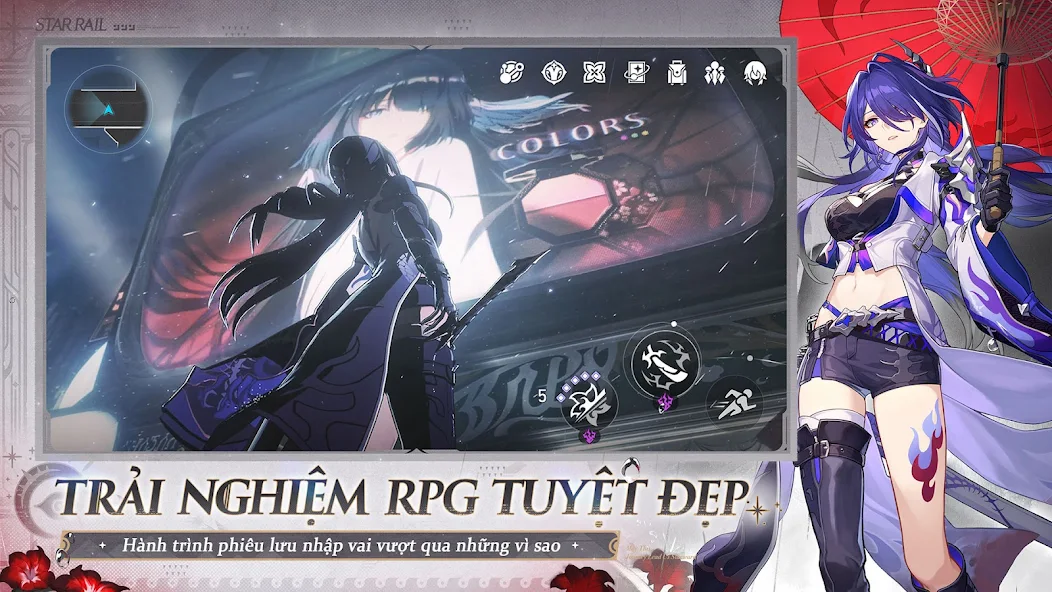 STAR RAIL
COLORS
5
TRẢI NGHIỆM RPG TUYỆT ĐẸP
Hành trình phiêu lưu nhập vai vượt qua những vì sao